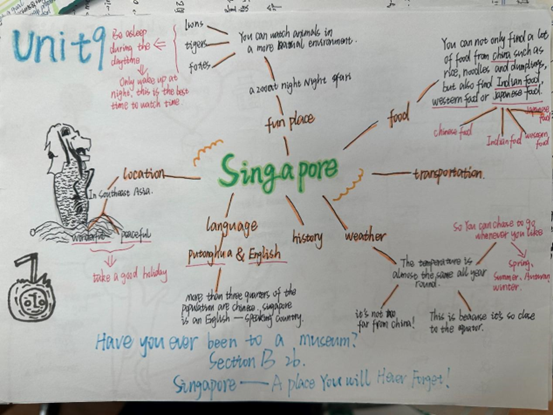 Unit9
Be asleep
during the
daytime
Only wake up at
night, this is the best
time to watch time
lions
tigers
foxes
You can watch animals in
a more natural environment.
a great night Night
fun place
You can not only find a lot
of food from china such as
rice, noodles and dumplings,
but also find Indian food,
western food or Japanese food.
chinese food
Indian food
western
food
Japanese
food
food
Singapore
location
In Southeast Asia.
wonderful
peaceful
take a good holiday
transportation.
language
putonghua & English
more than three quarters of the
population are chinese, singapore
is an English — speaking country.
history
weather
The temperature is
almost the same all year
round.
so You can choose to go
whenever you like
Spring,
Summer. Autumn
winter.
it's not too
far from china!
This is because it's so close
to the equator.
Have you ever been to a museum?
Section B 2b.
Singapore — A place You will Never Forget!